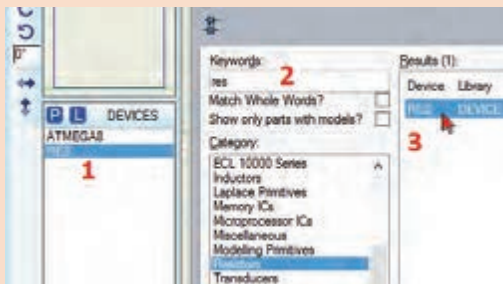 0°
P L DEVICES
ATMEGA8
RES
1
Keywords:
res
2
Match Whole Words?
Show only parts with models?
Category:
ECL 10000 Series
Inductors
Laplace Primitives
Memory ICs
Microprocessor ICs
Miscellaneous
Modelling Primitives
Resistors
Transducers
Results (1):
Device Library
RES DEVICE
3